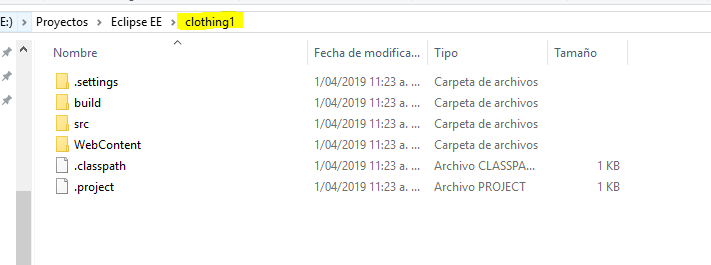 E:) > Proyectos > Eclipse EE > clothing1
Fecha de modifica... Tipo Tamaño
.settings 1/04/2019 11:23 a. ... Carpeta de archivos
build 1/04/2019 11:23 a. ... Carpeta de archivos
src 1/04/2019 11:23 a. ... Carpeta de archivos
WebContent 1/04/2019 11:23 a. ... Carpeta de archivos
.classpath 1/04/2019 11:23 a. ... Archivo CLASSPA... 1 KB
.project 1/04/2019 11:23 a. ... Archivo PROJECT 1 KB